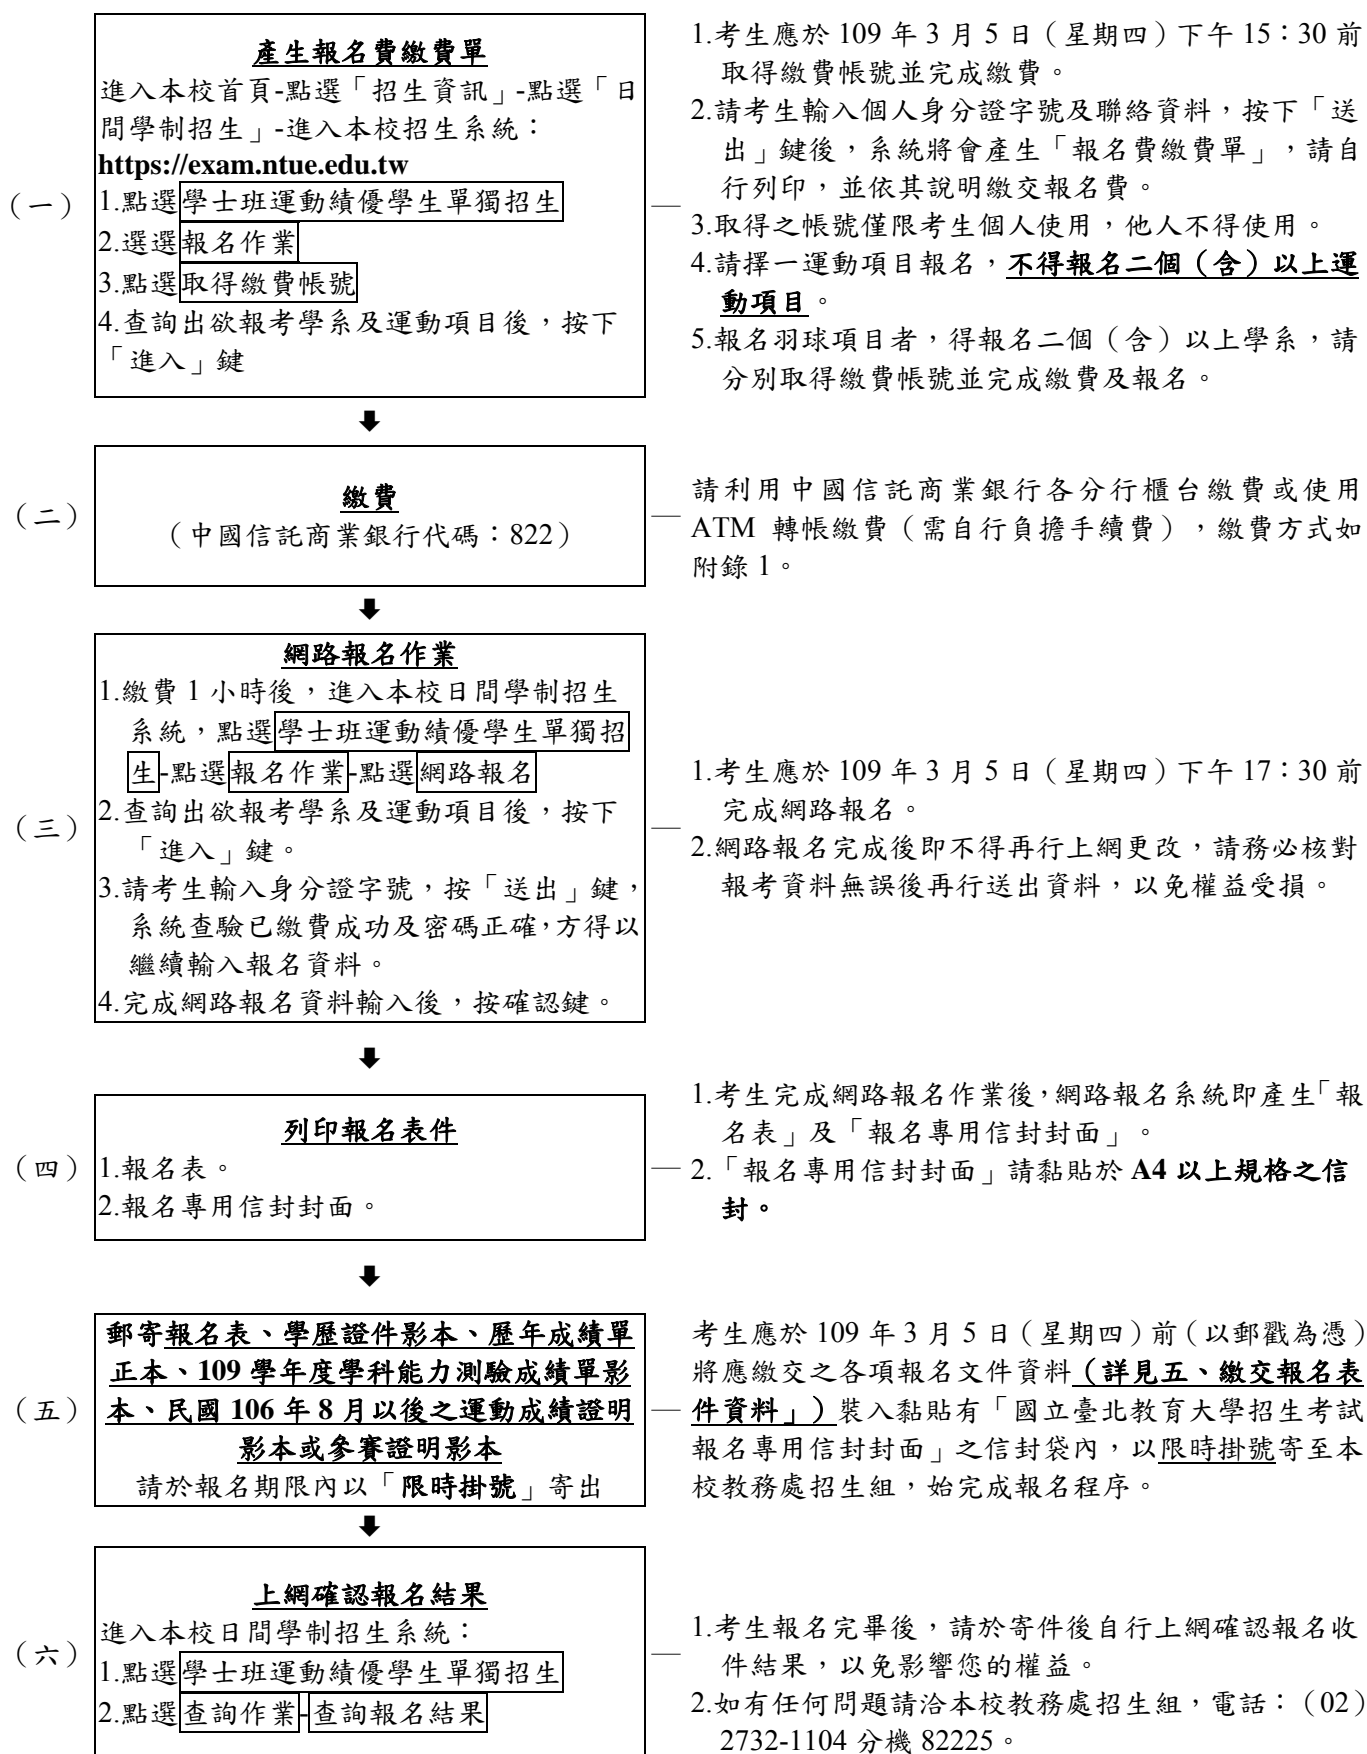 產生報名費繳費單
進入本校首頁-點選「招生資訊」-點選「日
間學制招生」-進入本校招生系統：
https://exam.ntue.edu.tw
（一）
1.點選學士班運動績優學生單獨招生
2.選選報名作業
3.點選取得繳費帳號
4.查詢出欲報考學系及運動項目後，按下
「進入」鍵
—
1.考生應於 109 年 3 月 5 日（星期四）下午 15：30 前
取得繳費帳號並完成繳費。
2.請考生輸入個人身分證字號及聯絡資料，按下「送
出」鍵後，系統將會產生「報名費繳費單」，請自
行列印，並依其說明繳交報名費。
3.取得之帳號僅限考生個人使用，他人不得使用。
4.請擇一運動項目報名，不得報名二個（含）以上運
動項目。
5.報名羽球項目者，得報名二個（含）以上學系，請
分別取得繳費帳號並完成繳費及報名。
🡇
（二）
繳費
（中國信託商業銀行代碼：822）
—
請利用中國信託商業銀行各分行櫃台繳費或使用
ATM 轉帳繳費（需自行負擔手續費），繳費方式如
附錄 1。
🡇
（三）
網路報名作業
1.繳費 1 小時後，進入本校日間學制招生
系統，點選學士班運動績優學生單獨招
生-點選報名作業-點選網路報名
2.查詢出欲報考學系及運動項目後，按下
「進入」鍵。
3.請考生輸入身分證字號，按「送出」鍵，
系統查驗已繳費成功及密碼正確，方得以
繼續輸入報名資料。
4.完成網路報名資料輸入後，按確認鍵。
—
1.考生應於 109 年 3 月 5 日（星期四）下午 17：30 前
完成網路報名。
2.網路報名完成後即不得再行上網更改，請務必核對
報考資料無誤後再行送出資料，以免權益受損。
🡇
（四）
列印報名表件
1.報名表。
2.報名專用信封封面。
—
1.考生完成網路報名作業後，網路報名系統即產生「報
名表」及「報名專用信封封面」。
2.「報名專用信封封面」請黏貼於 A4 以上規格之信
封。
🡇
（五）
郵寄報名表、學歷證件影本、歷年成績單
正本、109 學年度學科能力測驗成績單影
本、民國 106 年 8 月以後之運動成績證明
影本或參賽證明影本
請於報名期限內以「限時掛號」寄出
—
考生應於 109 年 3 月 5 日（星期四）前（以郵戳為憑）
將應繳交之各項報名文件資料（詳見五、繳交報名表
件資料」）裝入黏貼有「國立臺北教育大學招生考試
報名專用信封封面」之信封袋內，以限時掛號寄至本
校教務處招生組，始完成報名程序。
🡇
（六）
上網確認報名結果
進入本校日間學制招生系統：
1.點選學士班運動績優學生單獨招生
2.點選查詢作業-查詢報名結果
—
1.考生報名完畢後，請於寄件後自行上網確認報名收
件結果，以免影響您的權益。
2.如有任何問題請洽本校教務處招生組，電話：（02）
2732-1104 分機 82225。